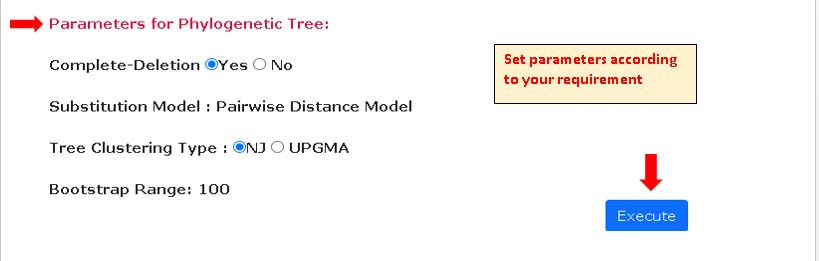 Parameters for Phylogenetic Tree:
Complete-Deletion Yes No
Set parameters according
to your requirement
Substitution Model : Pairwise Distance Model
Tree Clustering Type : NJ UPGMA
Bootstrap Range: 100
Execute